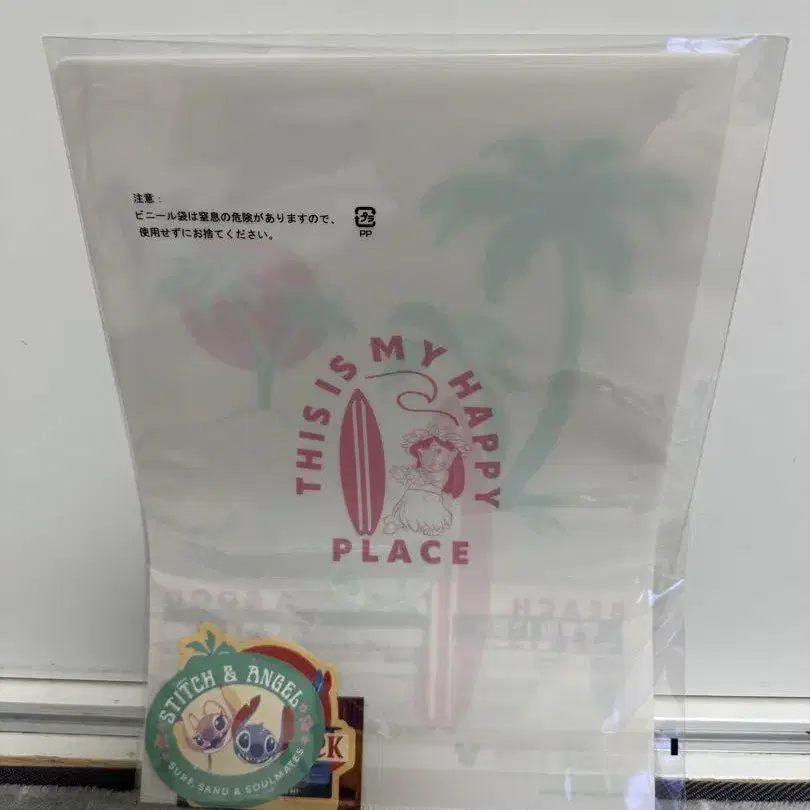 注意：
ビニール袋は窒息の危険がありますので、
使用せずにお捨てください。
プラ
PP
THIS IS MY HAPPY
PLACE
BEACH
STITCH & ANGEL
SURF, SAND & SOULMATES
CK